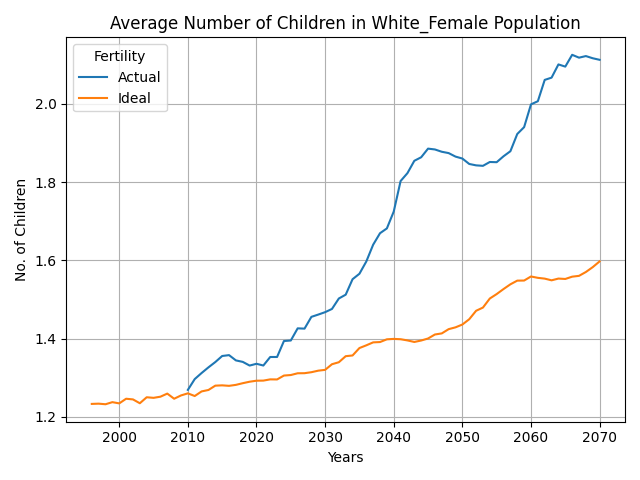 Average Number of Children in White_Female Population
Fertility
Actual
Ideal
No. of Children
2.0
1.8
1.6
1.4
1.2
2000 2010 2020 2030 2040 2050 2060 2070
Years